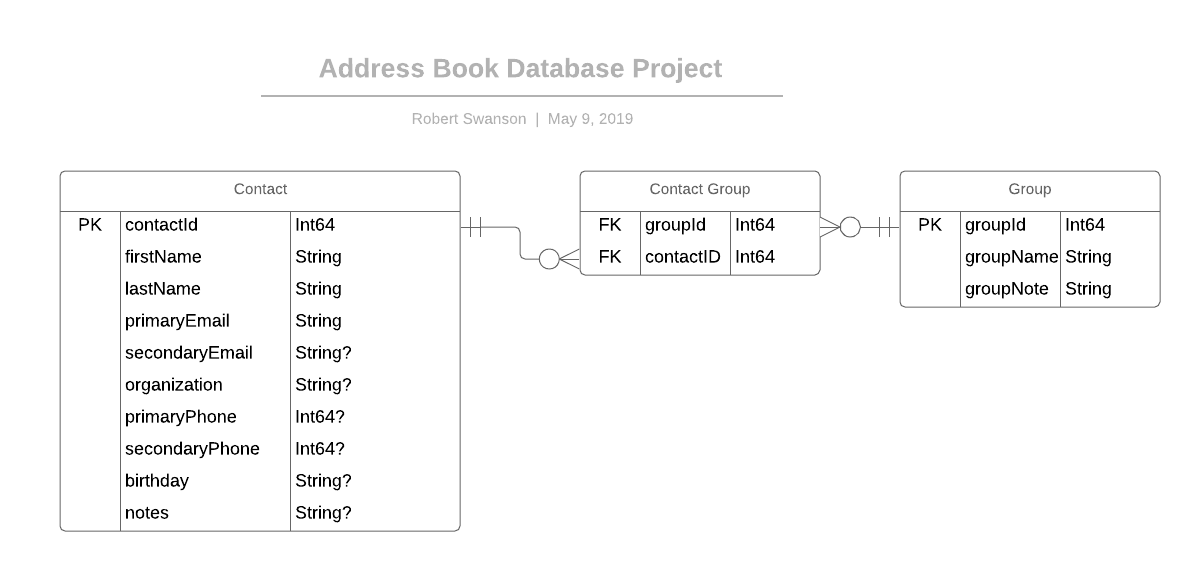 Address Book Database Project
Robert Swanson | May 9, 2019
Contact
PK contactId Int64
firstName String
lastName String
primaryEmail String
secondaryEmail String?
organization String?
primaryPhone Int64?
secondaryPhone Int64?
birthday String?
notes String?
Contact Group
FK groupId Int64
FK contactID Int64
Group
PK groupId Int64
groupName String
groupNote String